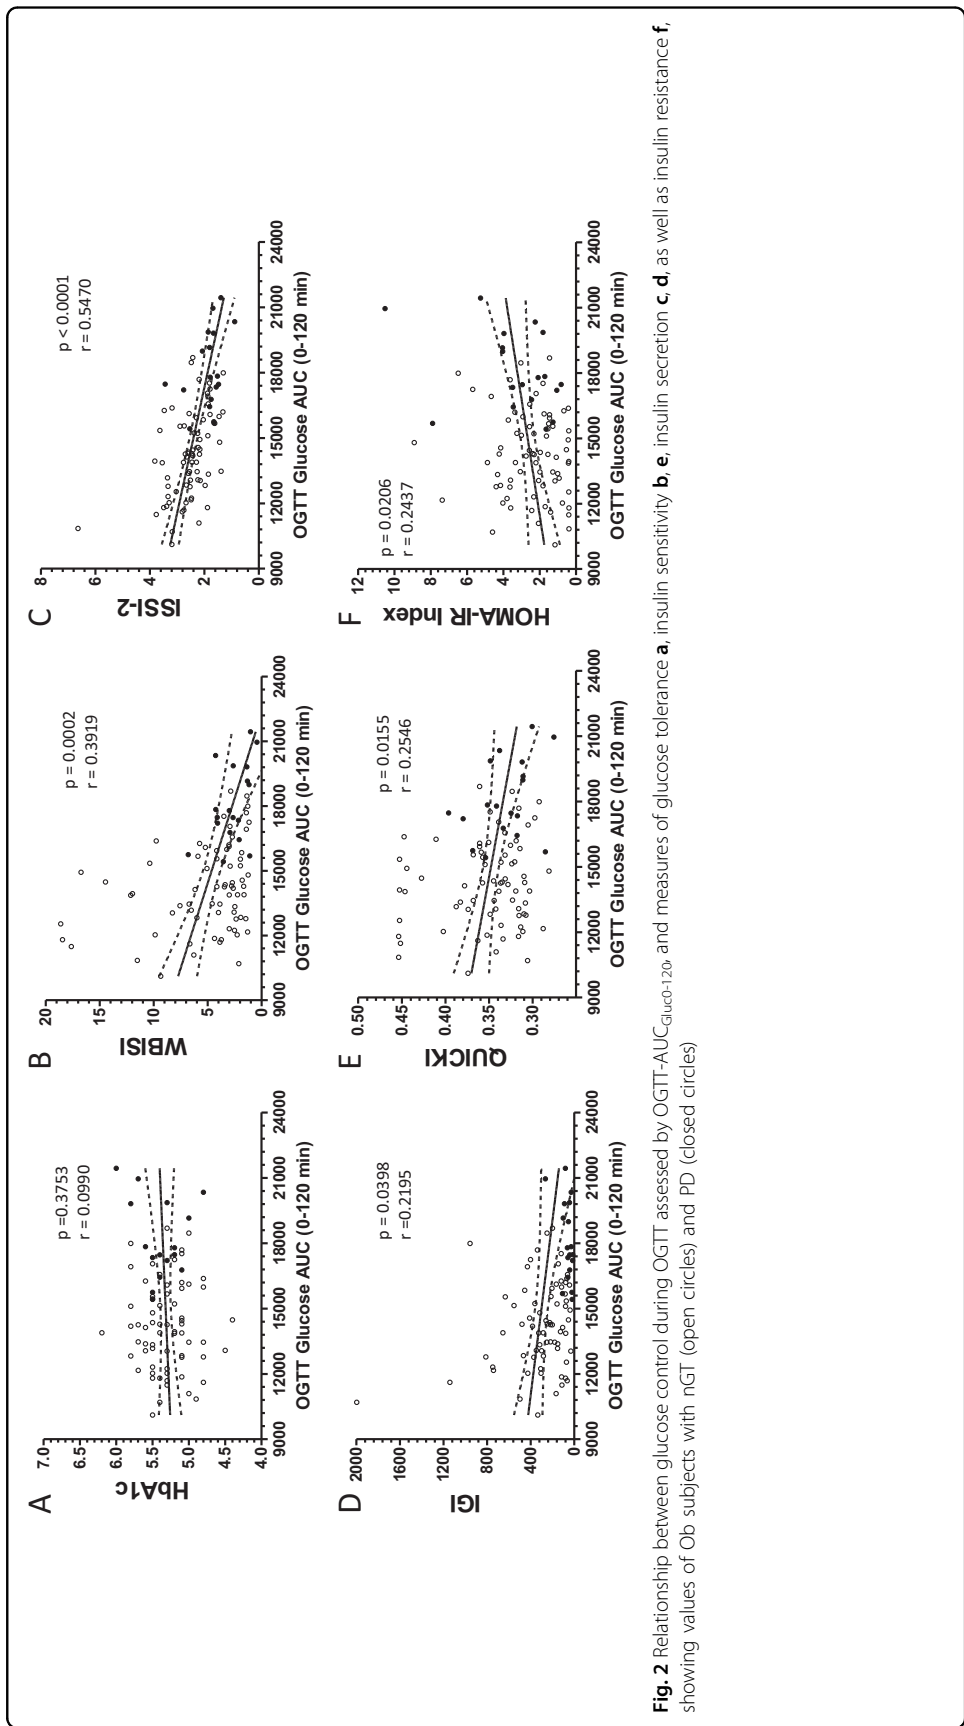 A
p =0.3753
r = 0.0990
HbA1c
7.0
6.5
6.0
5.5
5.0
4.5
4.0
9000 12000 15000 18000 21000 24000
OGTT Glucose AUC (0-120 min)
B
p = 0.0002
r = 0.3919
WBISI
20
15
10
5
0
9000 12000 15000 18000 21000 24000
OGTT Glucose AUC (0-120 min)
C
p < 0.0001
r = 0.5470
ISSI-2
8
6
4
2
0
9000 12000 15000 18000 21000 24000
OGTT Glucose AUC (0-120 min)
D
p = 0.0398
r =0.2195
IGI
2000
1600
1200
800
400
0
9000 12000 15000 18000 21000 24000
OGTT Glucose AUC (0-120 min)
E
p = 0.0155
r = 0.2546
QUICKI
0.50
0.45
0.40
0.35
0.30
9000 12000 15000 18000 21000 24000
OGTT Glucose AUC (0-120 min)
F
p = 0.0206
r = 0.2437
HOMA-IR Index
12
10
8
6
4
2
0
9000 12000 15000 18000 21000 24000
OGTT Glucose AUC (0-120 min)
Fig. 2 Relationship between glucose control during OGTT assessed by OGTT-AUCGluc0-120, and measures of glucose tolerance a, insulin sensitivity b, e, insulin secretion c, d, as well as insulin resistance f,
showing values of Ob subjects with nGT (open circles) and PD (closed circles)